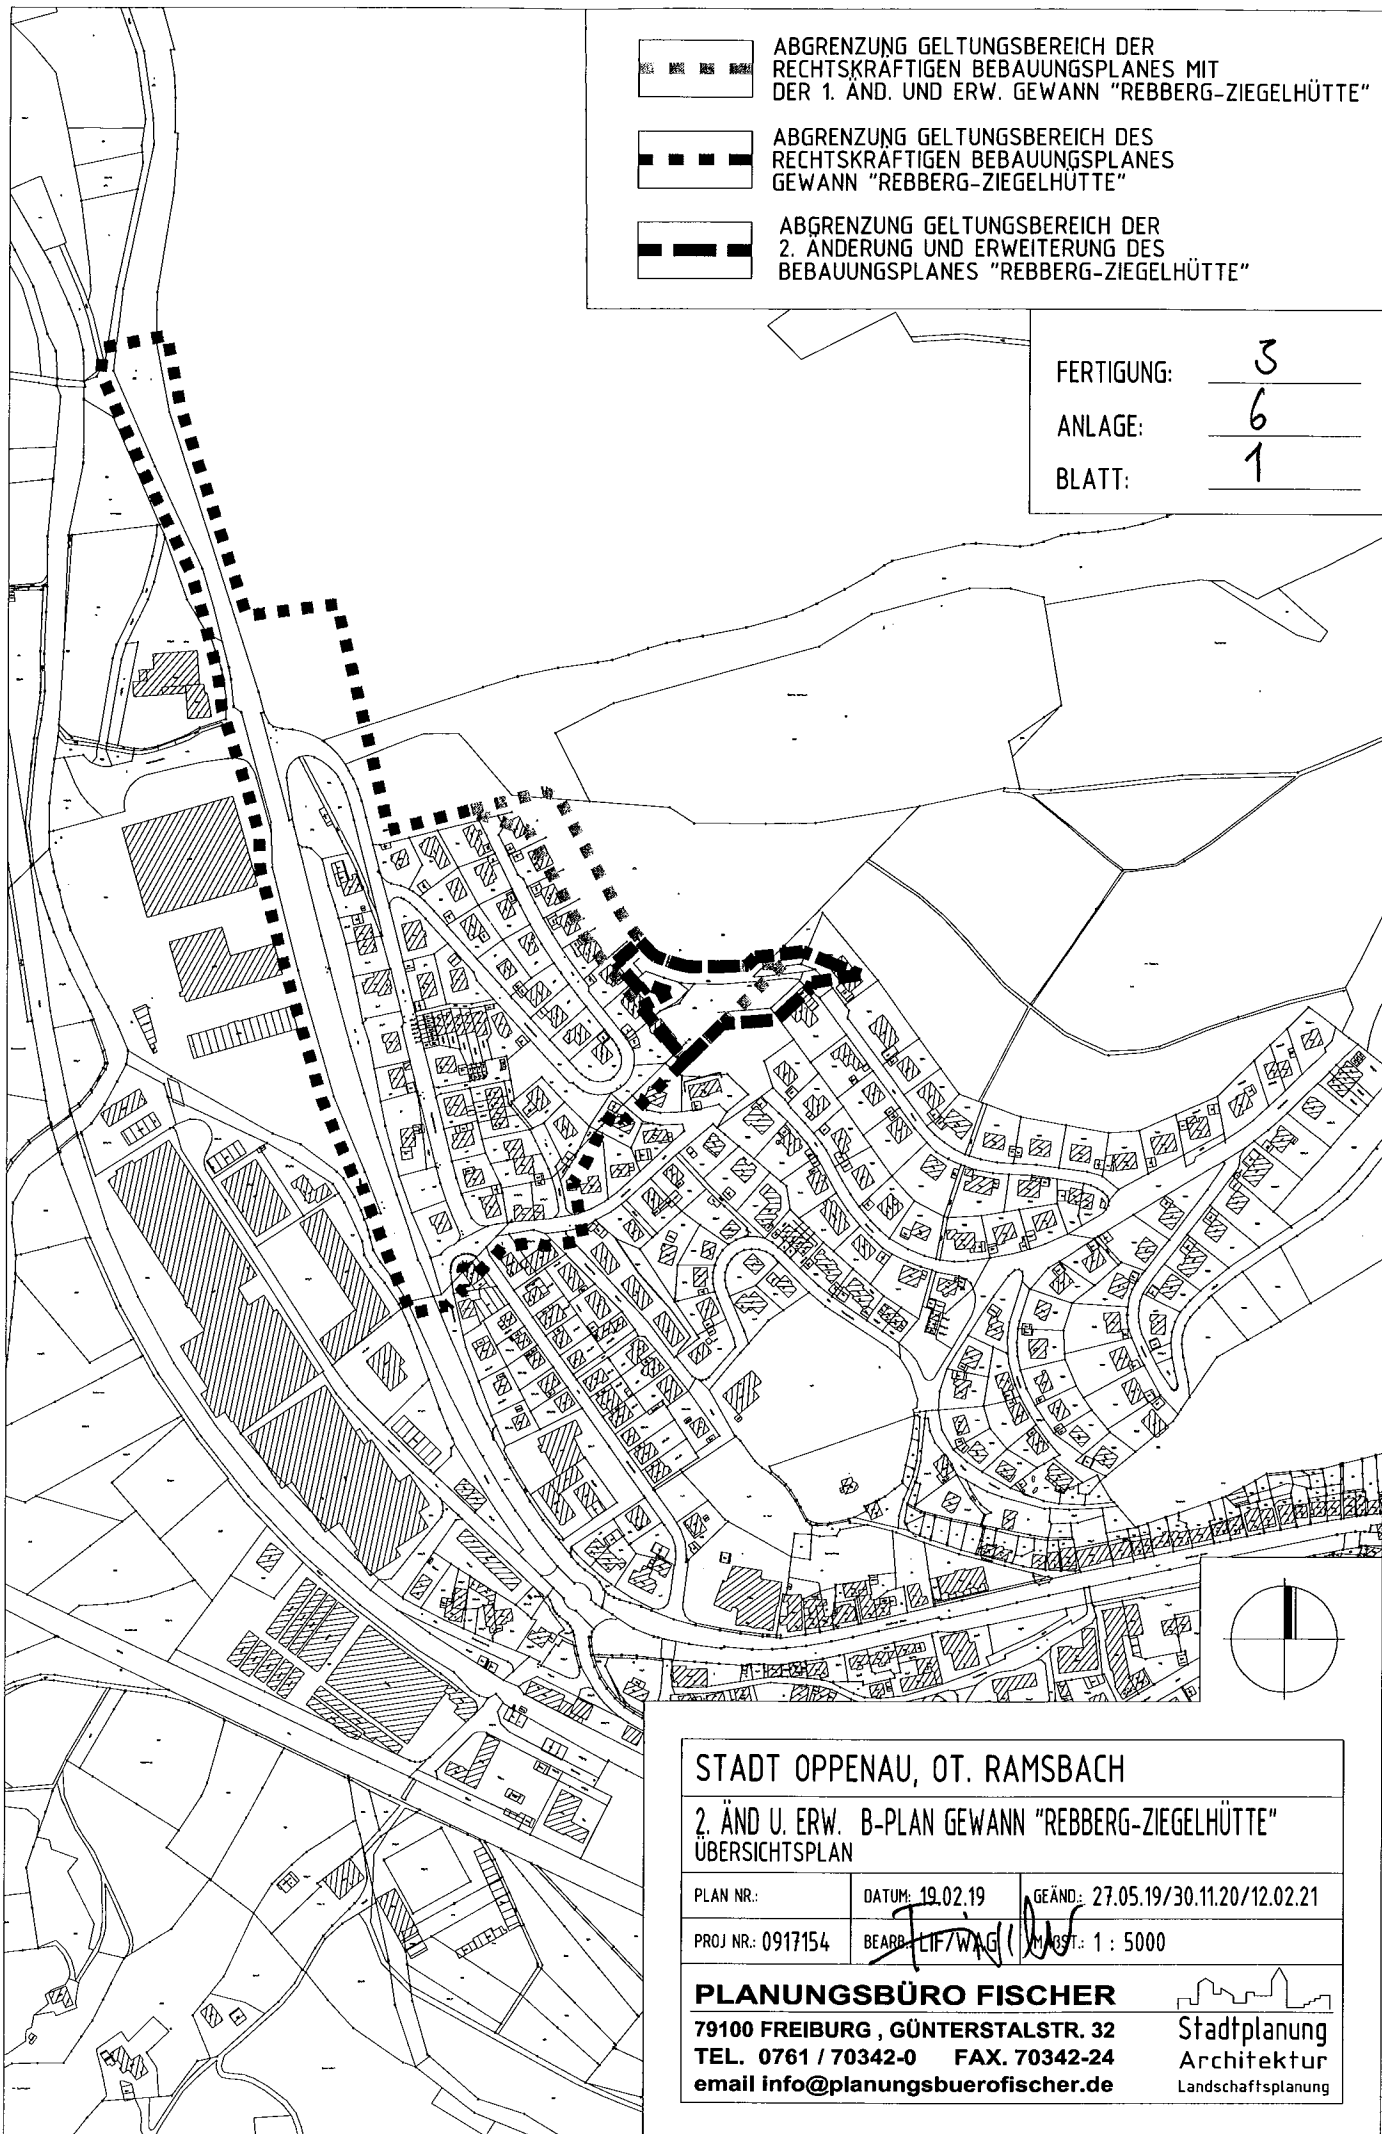 ABGRENZUNG GELTUNGSBEREICH DER
RECHTSKRÄFTIGEN BEBAUUNGSPLANES MIT
DER 1. ÄND. UND ERW. GEWANN "REBBERG-ZIEGELHÜTTE"
ABGRENZUNG GELTUNGSBEREICH DES
RECHTSKRÄFTIGEN BEBAUUNGSPLANES
GEWANN "REBBERG-ZIEGELHÜTTE"
ABGRENZUNG GELTUNGSBEREICH DER
2. ÄNDERUNG UND ERWEITERUNG DES
BEBAUUNGSPLANES "REBBERG-ZIEGELHÜTTE"
FERTIGUNG: 3
ANLAGE: 6
BLATT: 1
STADT OPPENAU, OT. RAMSBACH
2. ÄND U. ERW. B-PLAN GEWANN "REBBERG-ZIEGELHÜTTE"
ÜBERSICHTSPLAN
PLAN NR.: DATUM: 19.02.19 GEÄND.: 27.05.19/30.11.20/12.02.21
PROJ NR.: 0917154 BEARB.: LIF/WAG MABST.: 1 : 5000
PLANUNGSBÜRO FISCHER
79100 FREIBURG , GÜNTERSTALSTR. 32
TEL. 0761 / 70342-0 FAX. 70342-24
email info@planungsbuerofischer.de
Stadtplanung
Architektur
Landschaftsplanung